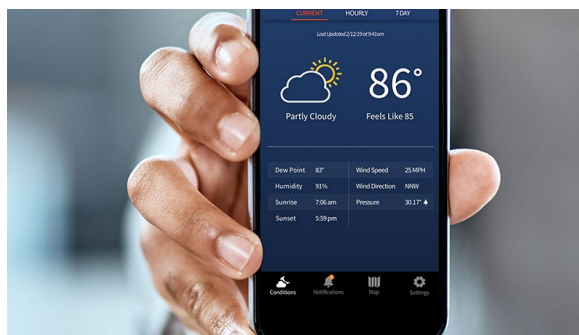 CURRENT HOURLY 7 DAY
Last Updated 2/12/19 at 9:41am
86°
Partly Cloudy Feels Like 85
Dew Point 83° Wind Speed 25 MPH
Humidity 91% Wind Direction NNW
Sunrise 7:06 am Pressure 30.17"
Sunset 5:59 pm
Conditions Notifications Map Settings